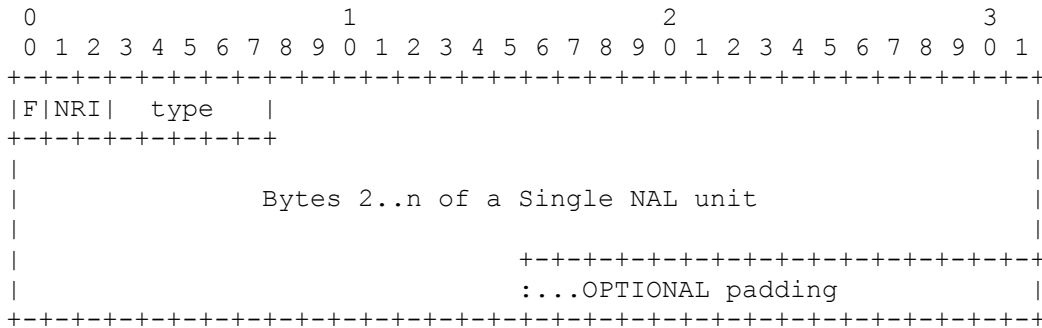 0                   1                   2                   3
 0 1 2 3 4 5 6 7 8 9 0 1 2 3 4 5 6 7 8 9 0 1 2 3 4 5 6 7 8 9 0 1
+-+-+-+-+-+-+-+-+-+-+-+-+-+-+-+-+-+-+-+-+-+-+-+-+-+-+-+-+-+-+-+-+
|F|NRI|  type   |                                               |
+-+-+-+-+-+-+-+-+                                               |
|                                                               |
|               Bytes 2..n of a Single NAL unit                 |
|                                                               |
|                               +-+-+-+-+-+-+-+-+-+-+-+-+-+-+-+-+
|                               :...OPTIONAL padding            |
+-+-+-+-+-+-+-+-+-+-+-+-+-+-+-+-+-+-+-+-+-+-+-+-+-+-+-+-+-+-+-+-+